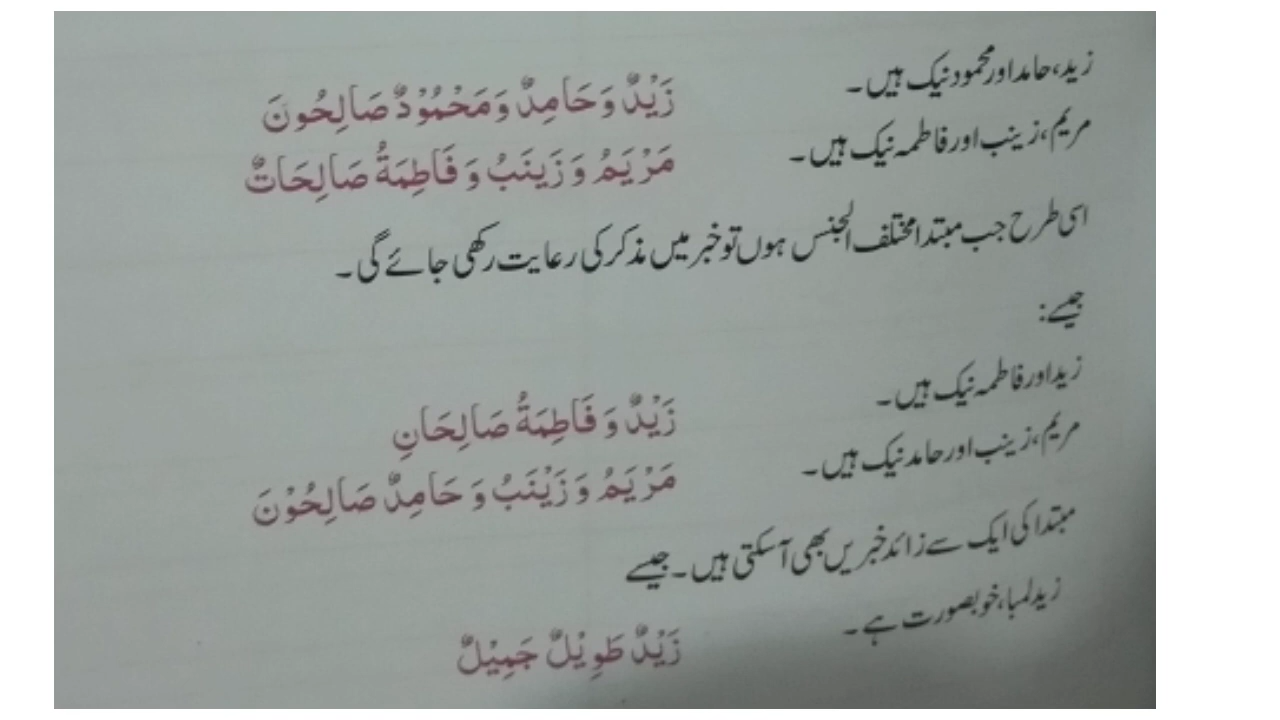 زید، حامد اور محمود نیک ہیں۔ زَيْدٌ وَ حَامِدٌ وَ مَحْمُوْدٌ صَالِحُونَ
مریم، زینب اور فاطمہ نیک ہیں۔ مَرْيَمُ وَ زَينَبُ وَ فَاطِمَةُ صَالِحَاتٌ
اسی طرح جب مبتدا مختلف الجنس ہوں تو خبر میں مذکر کی رعایت رکھی جائے گی۔
جیسے:
زید اور فاطمہ نیک ہیں۔ زَيْدٌ وَ فَاطِمَةُ صَالِحَانِ
مریم، زینب اور حامد نیک ہیں۔ مَرْيَمُ وَ زَيْنَبُ وَ حَامِدٌ صَالِحُوْنَ
مبتدا کی ایک سے زائد خبریں بھی آسکتی ہیں۔ جیسے
زید لمبا، خوبصورت ہے۔ زَيْدٌ طَوِيْلٌ جَمِيْلٌ